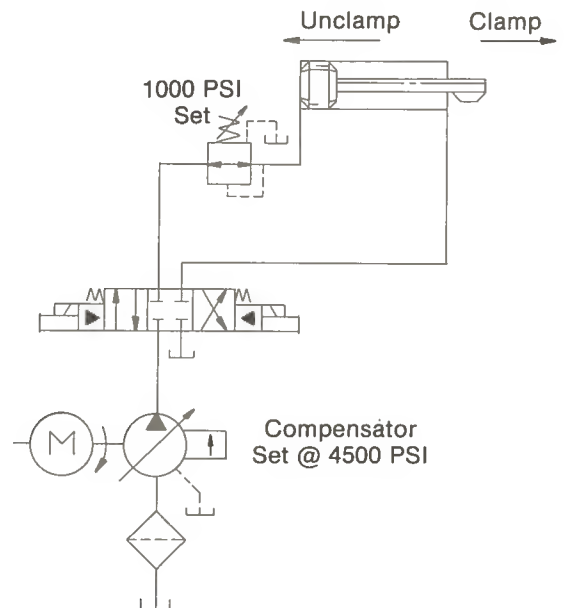 Unclamp
Clamp
1000 PSI
Set
M
Compensator
Set @ 4500 PSI